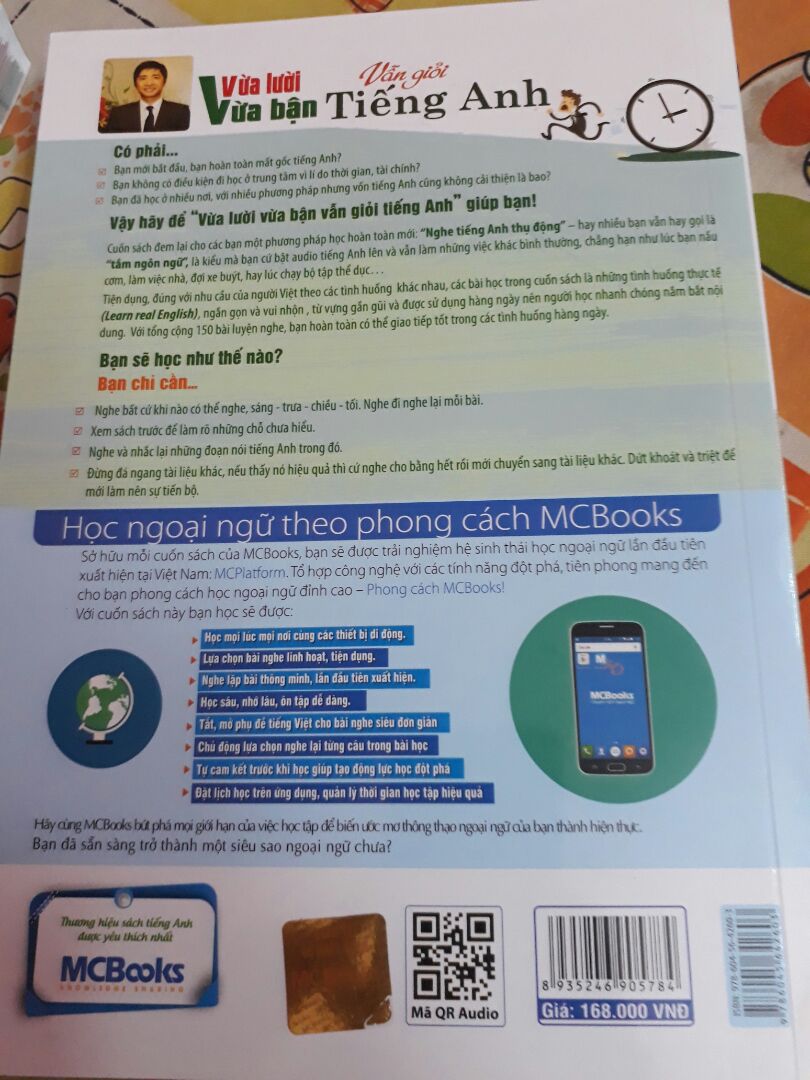 Vừa lười
Vừa bận
Vẫn giỏi
Tiếng Anh
Có phải...
Bạn mới bắt đầu, bạn hoàn toàn mất gốc tiếng Anh?
Bạn không có điều kiện đi học ở trung tâm vì lí do thời gian, tài chính?
Bạn đã học ở nhiều nơi, với nhiều phương pháp nhưng vốn tiếng Anh cũng không cải thiện là bao?
Vậy hãy để "Vừa lười vừa bận vẫn giỏi tiếng Anh" giúp bạn!
Cuốn sách đem lại cho các bạn một phương pháp học hoàn toàn mới: "Nghe tiếng Anh thụ động" – hay nhiều bạn vẫn hay gọi là
"tắm ngôn ngữ", là kiểu mà bạn cứ bật audio tiếng Anh lên và vẫn làm những việc khác bình thường, chẳng hạn như lúc bạn nấu
cơm, làm việc nhà, đợi xe buýt, hay lúc chạy bộ tập thể dục…
Tiện dụng, đúng với nhu cầu của người Việt theo các tình huống khác nhau, các bài học trong cuốn sách là những tình huống thực tế
(Learn real English), ngắn gọn và vui nhộn , từ vựng gần gũi và được sử dụng hàng ngày nên người học nhanh chóng nắm bắt nội
dung. Với tổng cộng 150 bài luyện nghe, bạn hoàn toàn có thể giao tiếp tốt trong các tình huống hàng ngày.
Bạn sẽ học như thế nào?
Bạn chỉ cần...
Nghe bất cứ khi nào có thể nghe, sáng - trưa - chiều - tối. Nghe đi nghe lại mỗi bài.
Xem sách trước để làm rõ những chỗ chưa hiểu.
Nghe và nhắc lại những đoạn nói tiếng Anh trong đó.
Đừng đá ngang tài liệu khác, nếu thấy nó hiệu quả thì cứ nghe cho bằng hết rồi mới chuyển sang tài liệu khác. Dứt khoát và triệt để
mới làm nên sự tiến bộ.
Học ngoại ngữ theo phong cách MCBooks
Sở hữu mỗi cuốn sách của MCBooks, bạn sẽ được trải nghiệm hệ sinh thái học ngoại ngữ lần đầu tiên
xuất hiện tại Việt Nam: MCPlatform. Tổ hợp công nghệ với các tính năng đột phá, tiên phong mang đến
cho bạn phong cách học ngoại ngữ đỉnh cao – Phong cách MCBooks!
Với cuốn sách này bạn học sẽ được:
Học mọi lúc mọi nơi cùng các thiết bị di động.
Lựa chọn bài nghe linh hoạt, tiện dụng.
Nghe lặp bài thông minh, lần đầu tiên xuất hiện.
Học sâu, nhớ lâu, ôn tập dễ dàng.
Tắt, mở phụ đề tiếng Việt cho bài nghe siêu đơn giản
Chủ động lựa chọn nghe lại từng câu trong bài học
Tự cam kết trước khi học giúp tạo động lực học đột phá
Đặt lịch học trên ứng dụng, quản lý thời gian học tập hiệu quả
MCBooks
Hãy cùng MCBooks bứt phá mọi giới hạn của việc học tập để biến ước mơ thông thạo ngoại ngữ của bạn thành hiện thực.
Bạn đã sẵn sàng trở thành một siêu sao ngoại ngữ chưa?
Thương hiệu sách tiếng Anh
được yêu thích nhất
MCBooks
KNOWLEDGE SHARING
Mã QR Audio
8 935246 905784
Giá: 168.000 VNĐ
ISBN: 978-604-56-4260-3
9786045642603